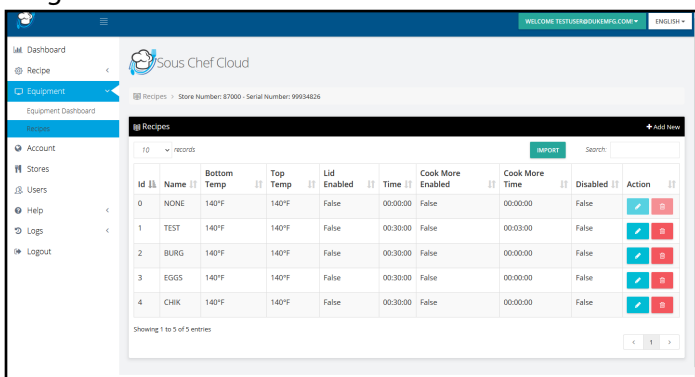 WELCOME TESTUSER@DUKEMFG.COM!
ENGLISH
Dashboard
Recipe
Equipment
Equipment Dashboard
Recipes
Account
Stores
Users
Help
Logs
Logout
Sous Chef Cloud
Recipes > Store Number: 87000 - Serial Number: 99934826
Recipes
+ Add New
10 records
IMPORT
Search:
Id Name Bottom Temp Top Temp Lid Enabled Time Cook More Enabled Cook More Time Disabled Action
0 NONE 140°F 140°F False 00:00:00 False 00:00:00 False
1 TEST 140°F 140°F False 00:30:00 False 00:03:00 False
2 BURG 140°F 140°F False 00:30:00 False 00:00:00 False
3 EGGS 140°F 140°F False 00:30:00 False 00:00:00 False
4 CHIK 140°F 140°F False 00:30:00 False 00:00:00 False
Showing 1 to 5 of 5 entries
< 1 >